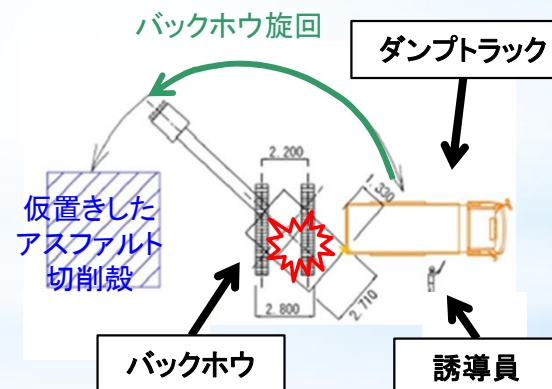 バックホウ旋回
ダンプトラック
2.200
1.330
仮置きした
アスファルト
切削殻
2.800
2.710
バックホウ
誘導員